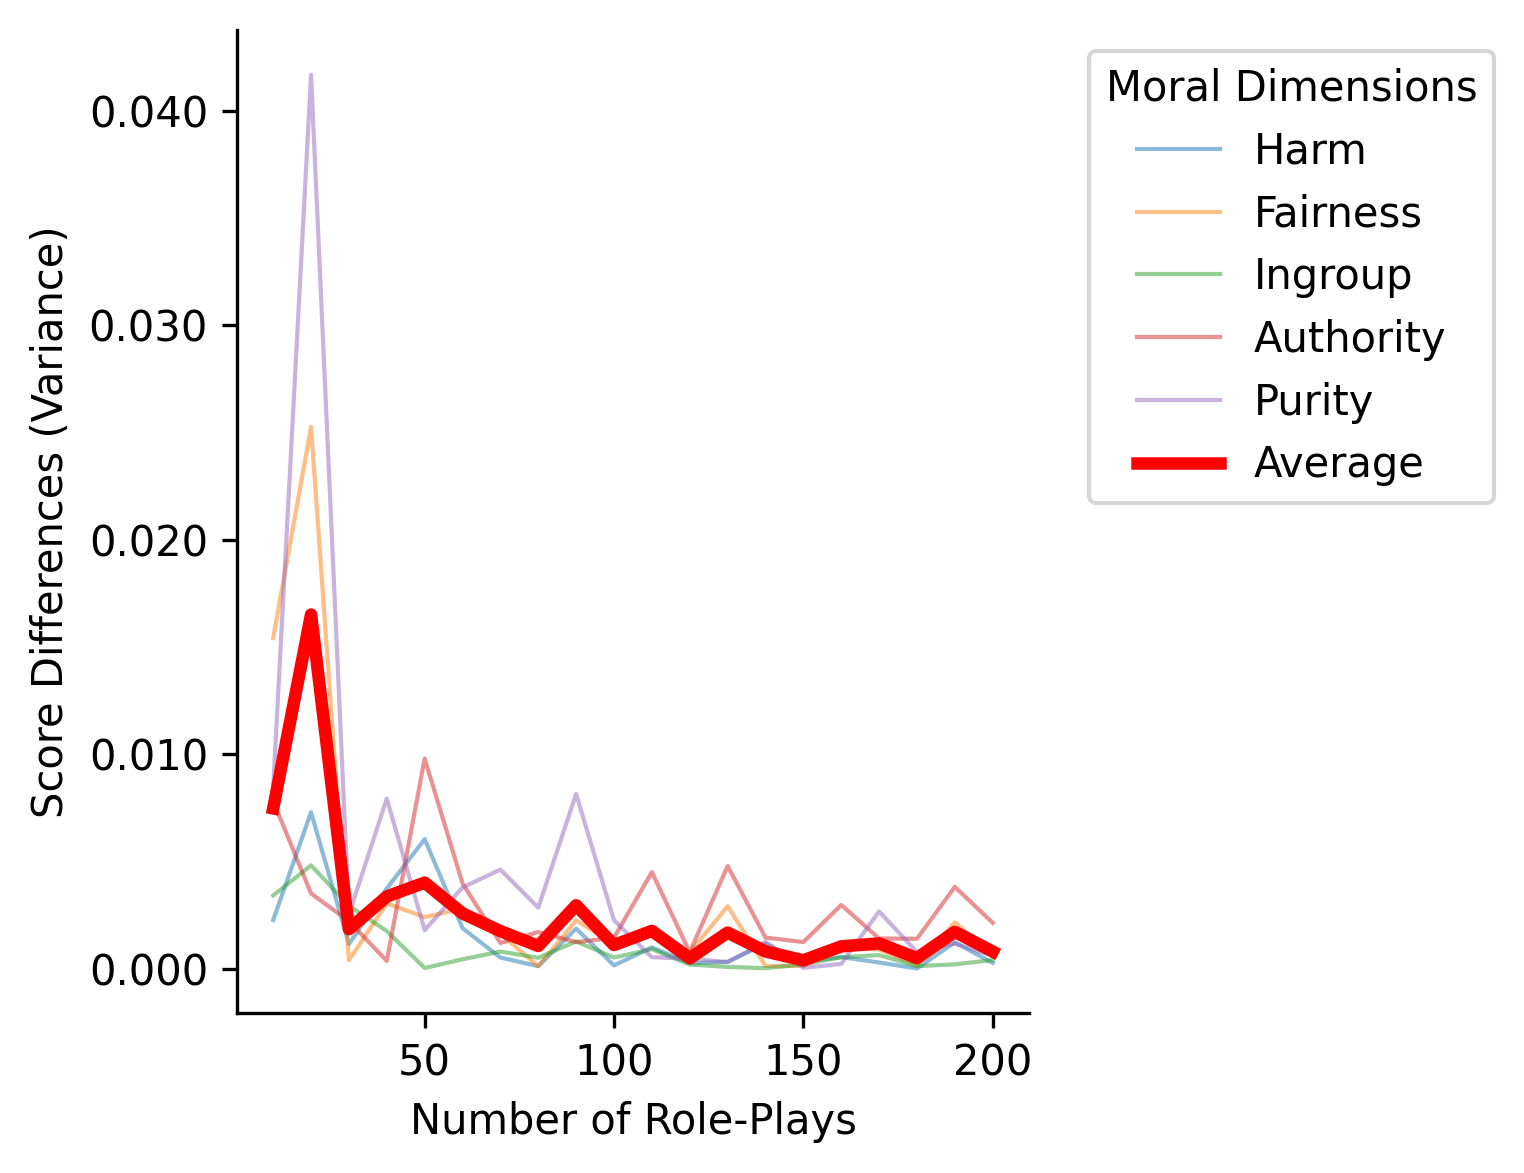 0.040
0.030
0.020
0.010
0.000
Score Differences (Variance)
50 100 150 200
Number of Role-Plays
Moral Dimensions
Harm
Fairness
Ingroup
Authority
Purity
Average